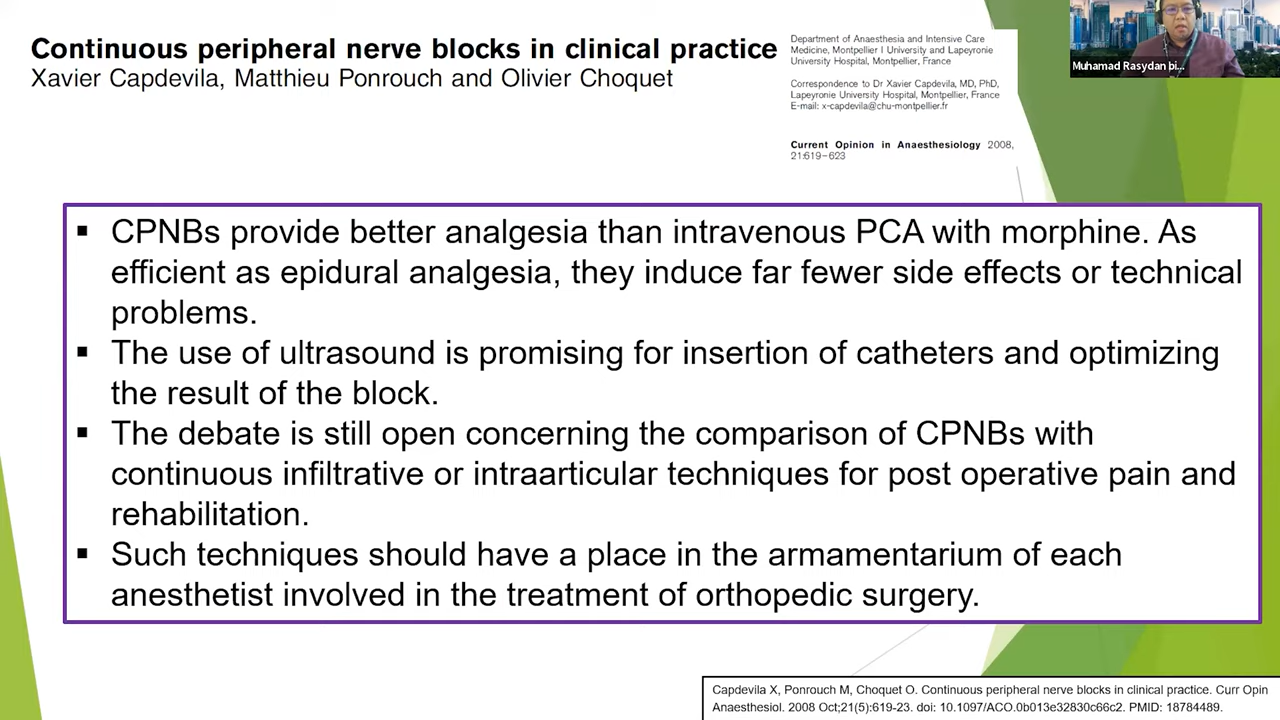 Continuous peripheral nerve blocks in clinical practice
Xavier Capdevila, Matthieu Ponrouch and Olivier Choquet
Department of Anaesthesia and Intensive Care
Medicine, Montpellier I University and Lapeyronie
University Hospital, Montpellier, France
Correspondence to Dr Xavier Capdevila, MD, PhD,
Lapeyronie University Hospital, Montpellier, France
E-mail: x-capdevila@chu-montpellier.fr
Current Opinion in Anaesthesiology 2008,
21:619–623
Muhamad Rasydan bi...
▪ CPNBs provide better analgesia than intravenous PCA with morphine. As
efficient as epidural analgesia, they induce far fewer side effects or technical
problems.
▪ The use of ultrasound is promising for insertion of catheters and optimizing
the result of the block.
▪ The debate is still open concerning the comparison of CPNBs with
continuous infiltrative or intraarticular techniques for post operative pain and
rehabilitation.
▪ Such techniques should have a place in the armamentarium of each
anesthetist involved in the treatment of orthopedic surgery.
Capdevila X, Ponrouch M, Choquet O. Continuous peripheral nerve blocks in clinical practice. Curr Opin
Anaesthesiol. 2008 Oct;21(5):619-23. doi: 10.1097/ACO.0b013e32830c66c2. PMID: 18784489.